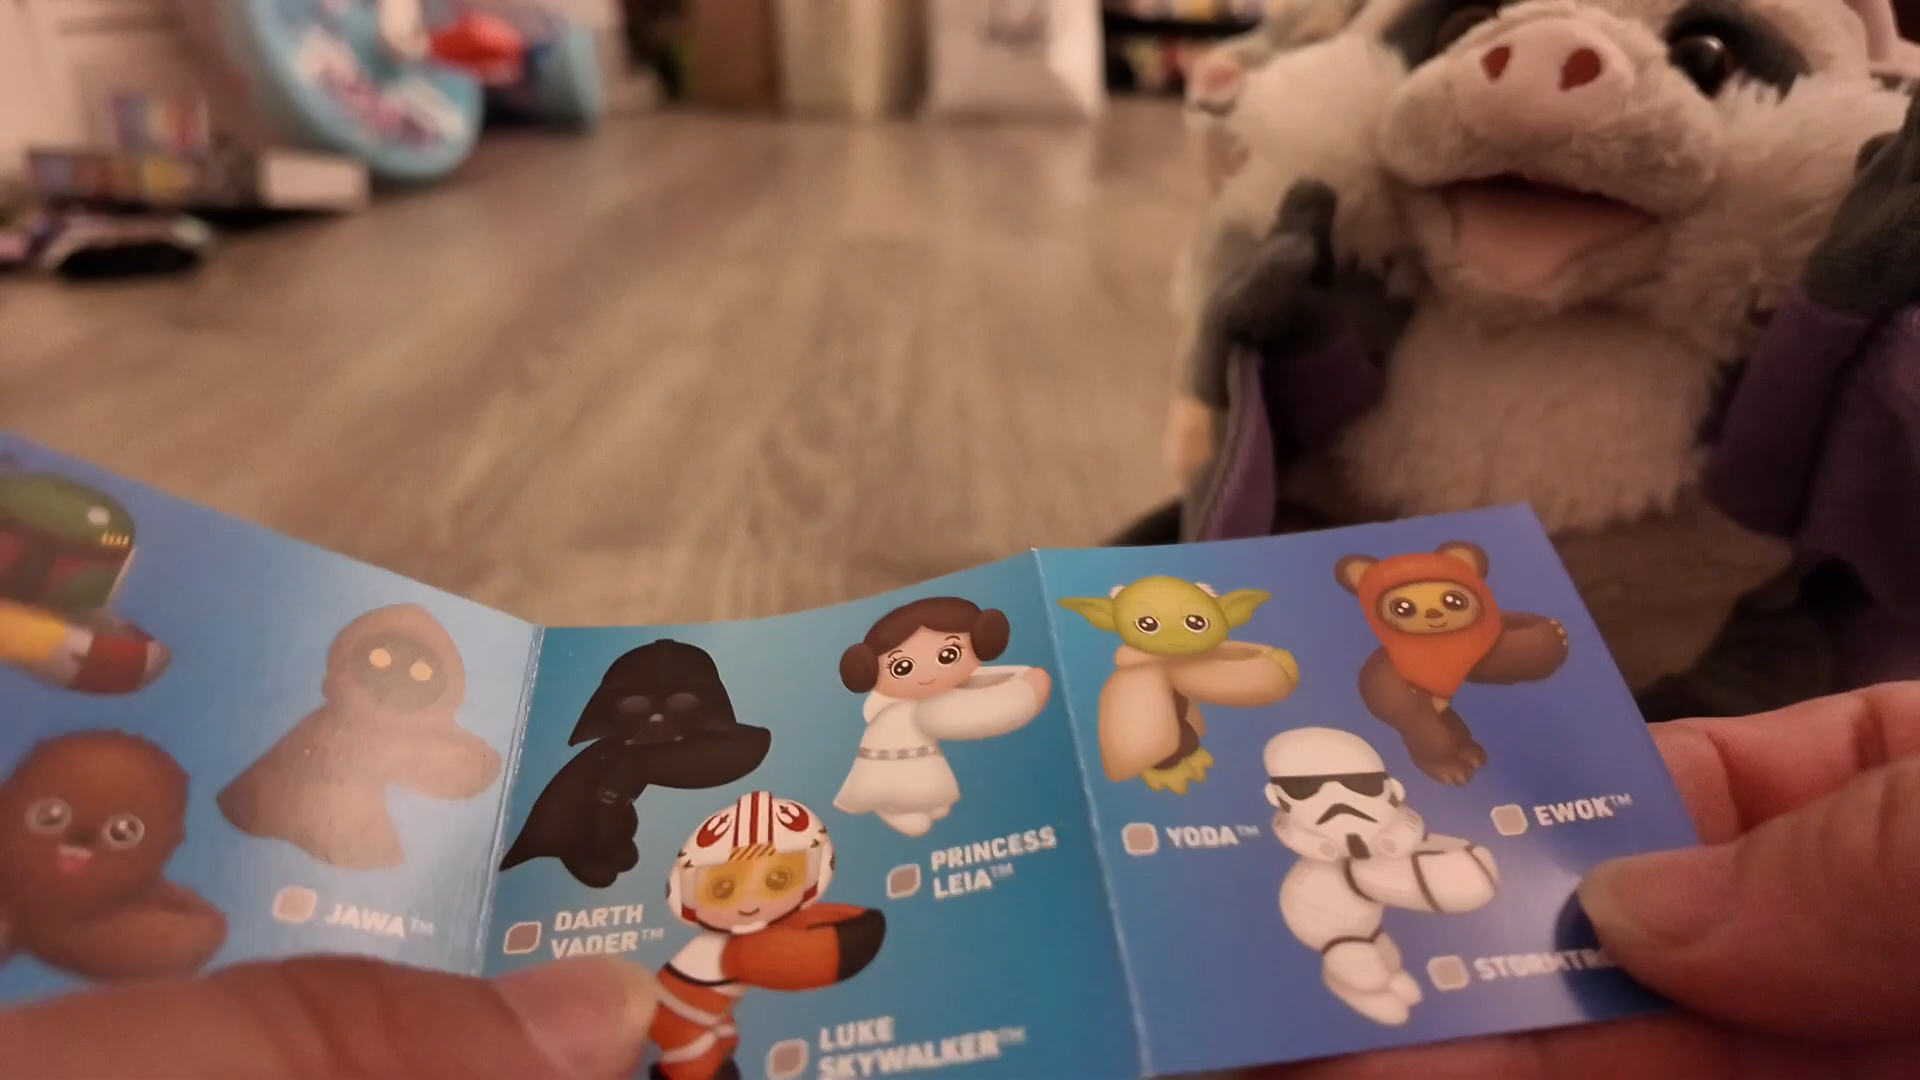 JAWA™
DARTH
VADER™
PRINCESS
LEIA™
LUKE
SKYWALKER™
YODA™
EWOK™